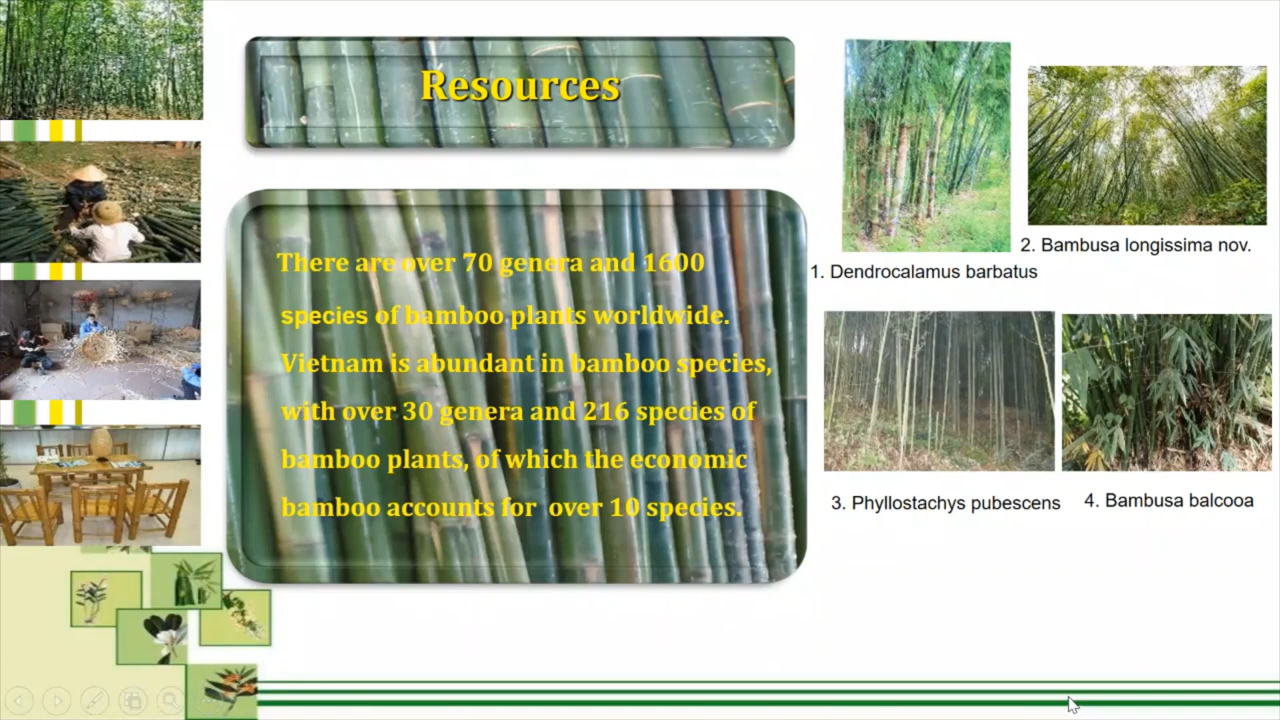 Resources
There are over 70 genera and 1600
species of bamboo plants worldwide.
Vietnam is abundant in bamboo species,
with over 30 genera and 216 species of
bamboo plants, of which the economic
bamboo accounts for  over 10 species.
1. Dendrocalamus barbatus
2. Bambusa longissima nov.
3. Phyllostachys pubescens
4. Bambusa balcooa